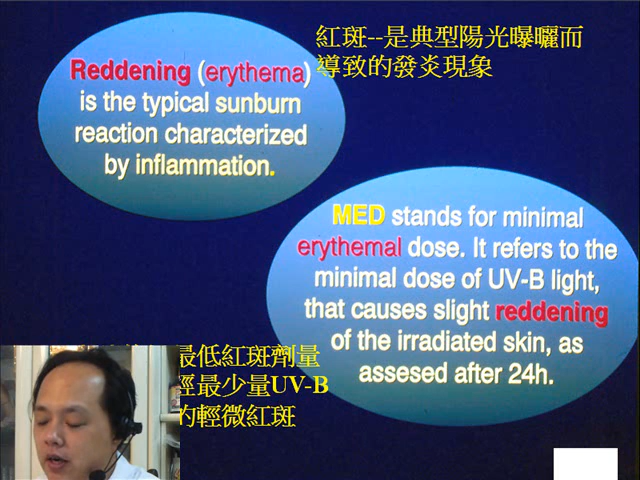 紅斑--是典型陽光曝曬而
導致的發炎現象
Reddening (erythema)
is the typical sunburn
reaction characterized
by inflammation.
MED stands for minimal
erythemal dose. It refers to the
minimal dose of UV-B light,
that causes slight reddening
of the irradiated skin, as
assesed after 24h.
最低紅斑劑量
經最少量UV-B
的輕微紅斑